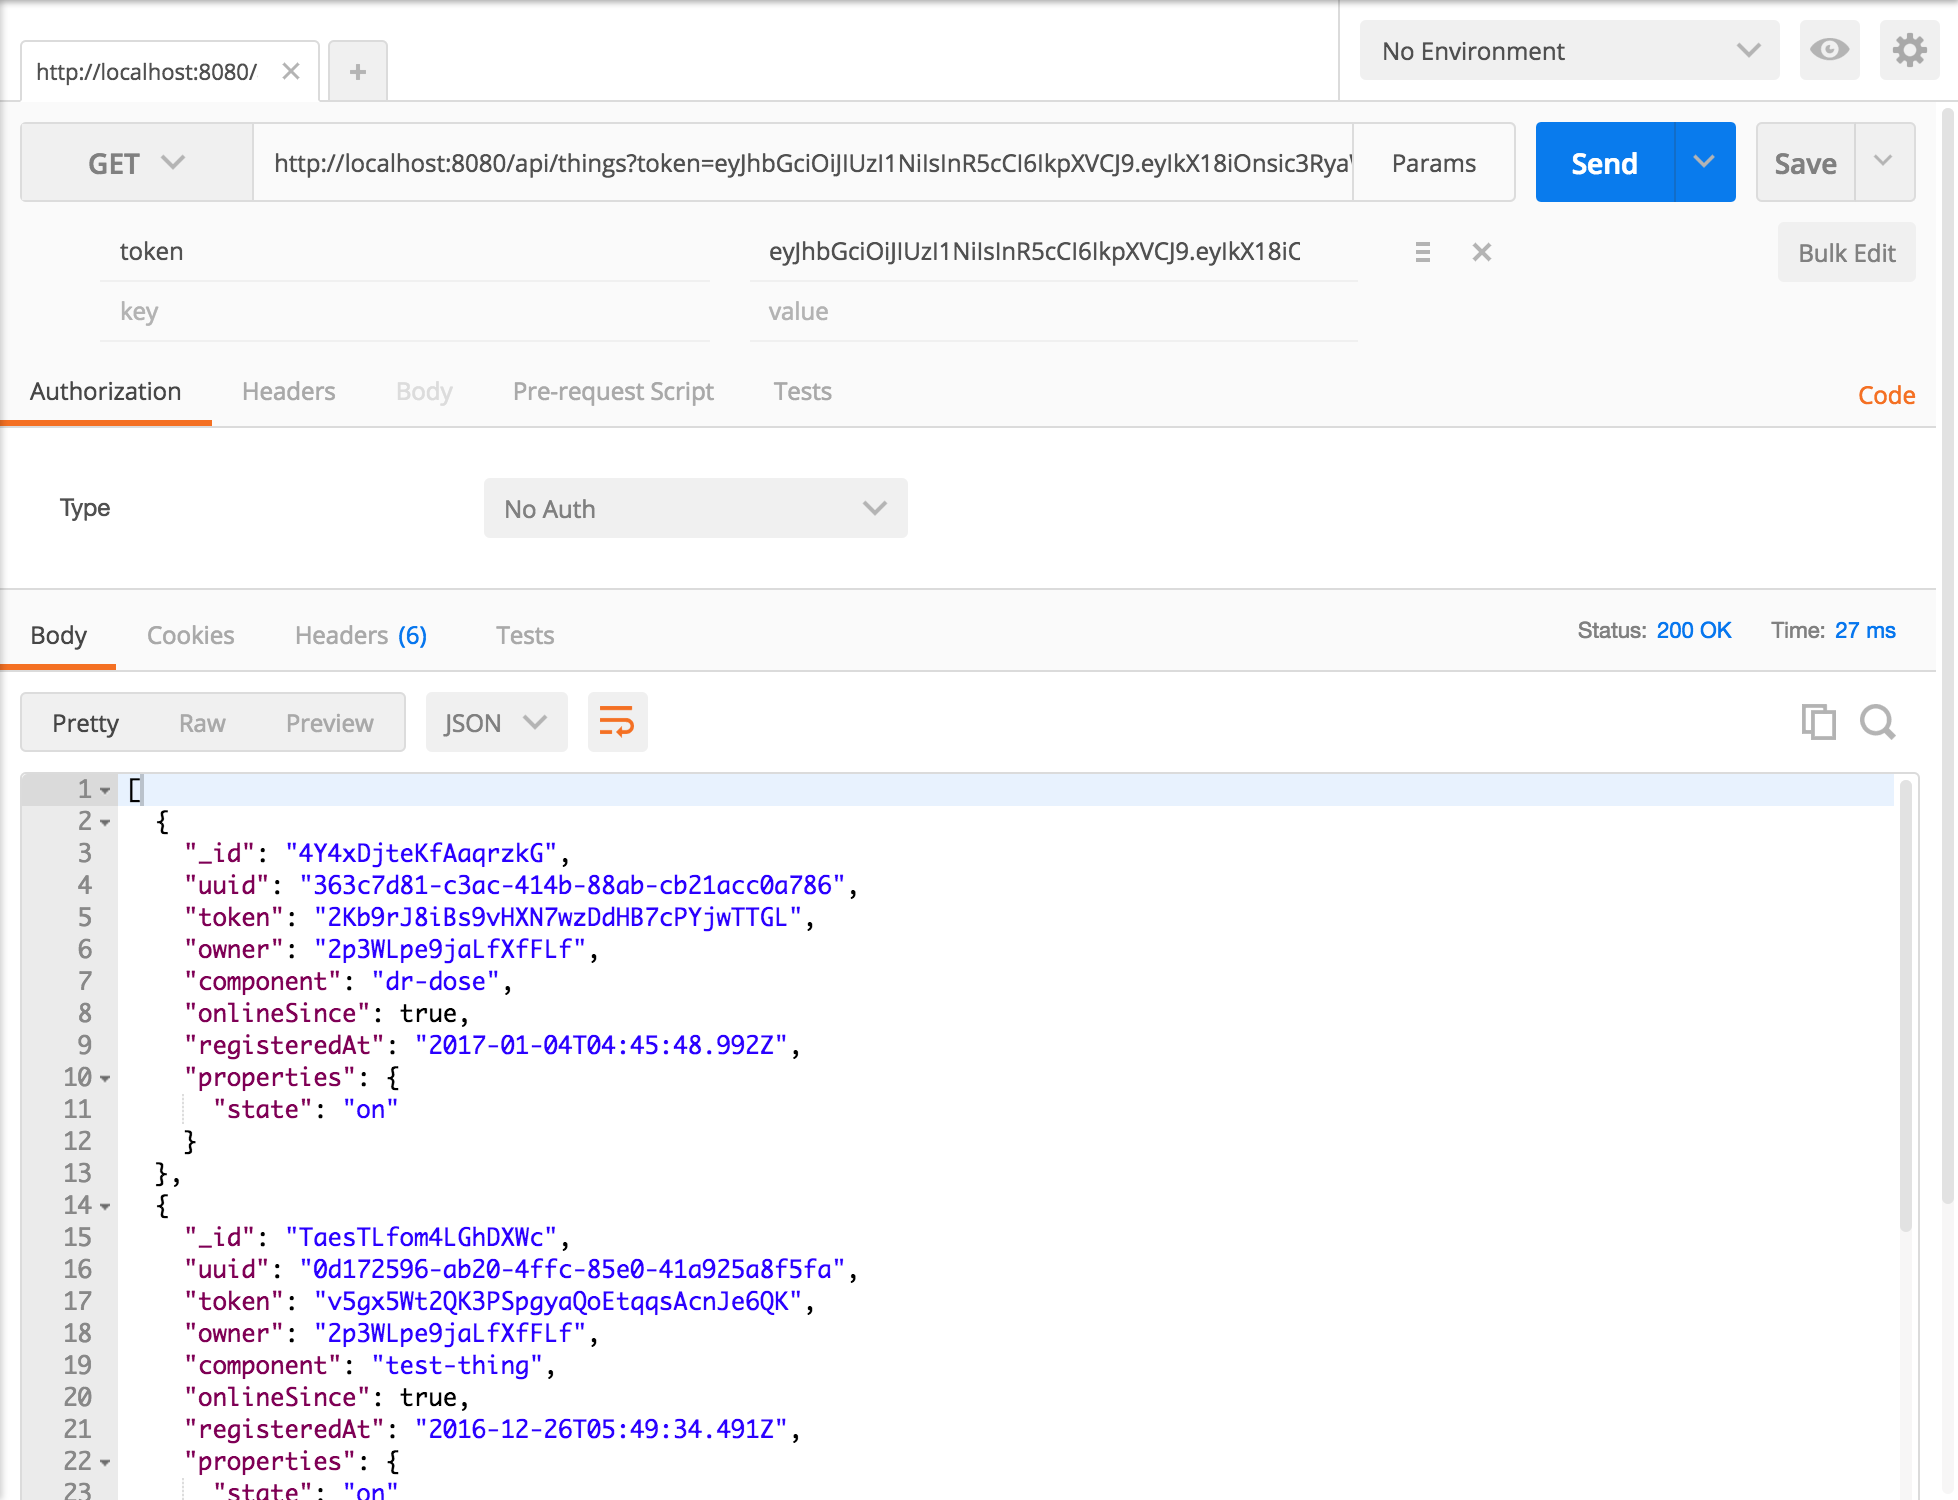 No Environment
http://localhost:8080/
GET http://localhost:8080/api/things?token=eyJhbGciOiJIUzI1NiIsInR5cCI6IkpXVCJ9.eyIkX18iOnsic3Rya Params Send Save
token eyJhbGciOiJIUzI1NiIsInR5cCI6IkpXVCJ9.eyIkX18iO Bulk Edit
key value
Authorization Headers Body Pre-request Script Tests Code
Type No Auth
Body Cookies Headers (6) Tests Status: 200 OK Time: 27 ms
Pretty Raw Preview JSON
1 [
2 {
3 "_id": "4Y4xDjteKfAaqrzkG",
4 "uuid": "363c7d81-c3ac-414b-88ab-cb21acc0a786",
5 "token": "2Kb9rJ8iBs9vHXN7wzDdHB7cPYjwTTGL",
6 "owner": "2p3WLpe9jaLfXfFLf",
7 "component": "dr-dose",
8 "onlineSince": true,
9 "registeredAt": "2017-01-04T04:45:48.992Z",
10 "properties": {
11 "state": "on"
12 }
13 },
14 {
15 "_id": "TaesTLfom4LGhDXWc",
16 "uuid": "0d172596-ab20-4ffc-85e0-41a925a8f5fa",
17 "token": "v5gx5Wt2QK3PSpgyaQoEtqqsAcnJe6QK",
18 "owner": "2p3WLpe9jaLfXfFLf",
19 "component": "test-thing",
20 "onlineSince": true,
21 "registeredAt": "2016-12-26T05:49:34.491Z",
22 "properties": {
23 "state": "on"